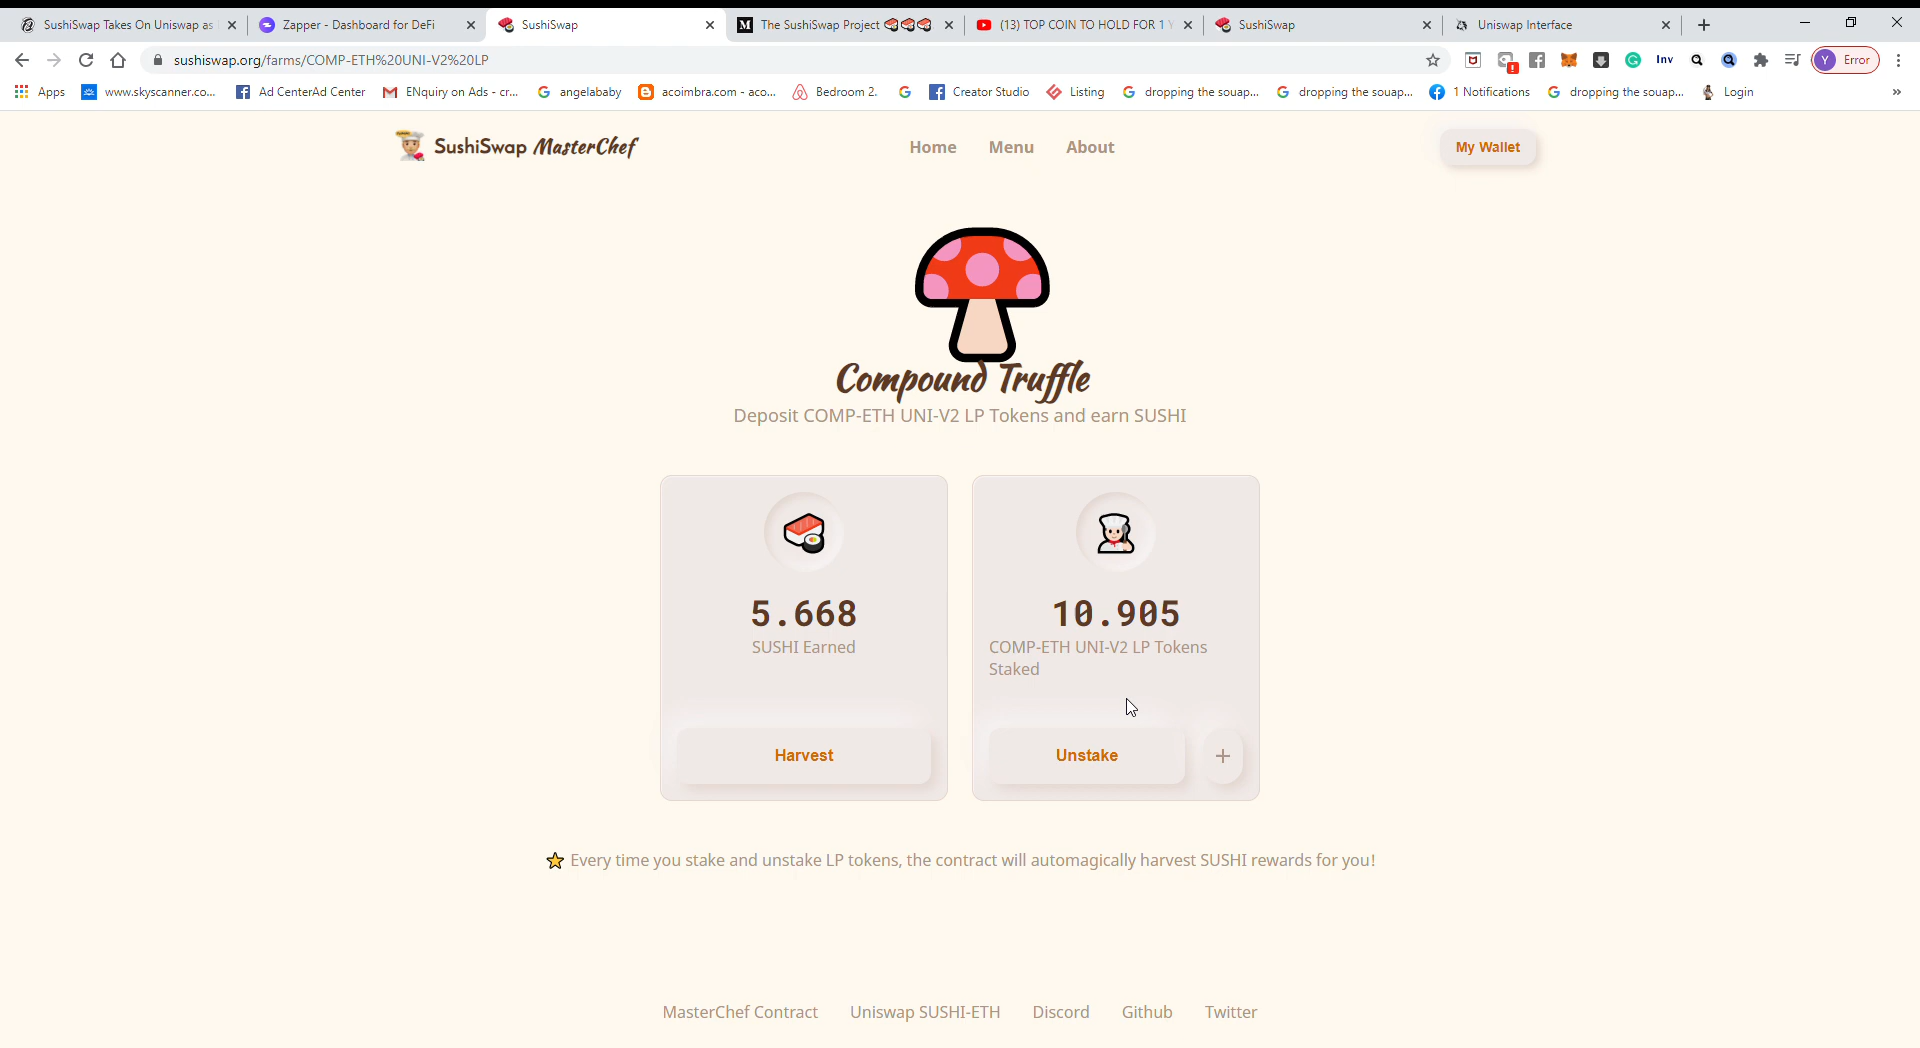 SushiSwap Takes On Uniswap as
Zapper - Dashboard for DeFi
SushiSwap
The SushiSwap Project
(13) TOP COIN TO HOLD FOR 1 Y
SushiSwap
Uniswap Interface
sushiswap.org/farms/COMP-ETH%20UNI-V2%20LP
Inv
Y Error
Apps
www.skyscanner.co...
Ad CenterAd Center
ENquiry on Ads - cr...
angelababy
acoimbra.com - aco...
Bedroom 2.
Creator Studio
Listing
dropping the souap...
dropping the souap...
1 Notifications
dropping the souap...
Login
»
SushiSwap MasterChef
Home
Menu
About
My Wallet
Compound Truffle
Deposit COMP-ETH UNI-V2 LP Tokens and earn SUSHI
5.668
SUSHI Earned
Harvest
10.905
COMP-ETH UNI-V2 LP Tokens
Staked
Unstake
+
Every time you stake and unstake LP tokens, the contract will automagically harvest SUSHI rewards for you!
MasterChef Contract
Uniswap SUSHI-ETH
Discord
Github
Twitter